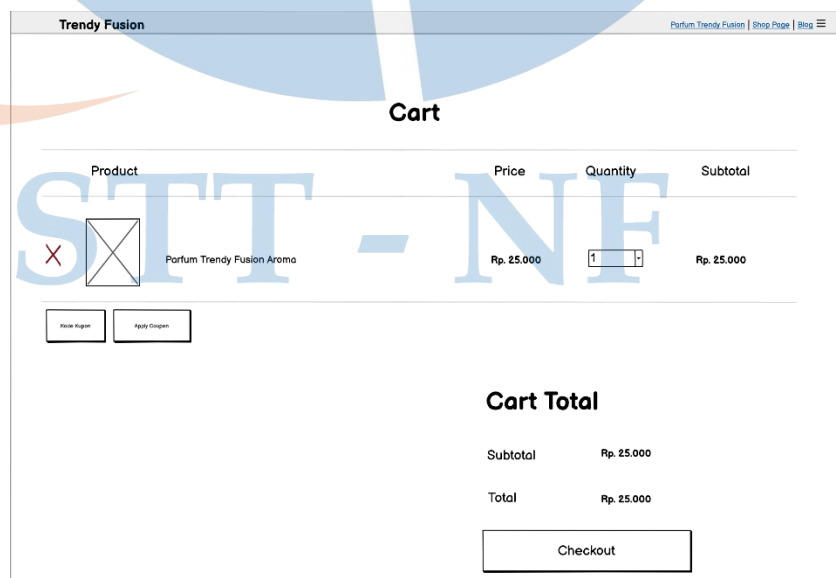 Trendy Fusion
Parfum Trendy Fusion | Shop Page | Blog
Cart
Product Price Quantity Subtotal
STT - NF
X Parfum Trendy Fusion Aroma Rp. 25.000 1 Rp. 25.000
Kode Kupon Apply Coupon
Cart Total
Subtotal Rp. 25.000
Total Rp. 25.000
Checkout